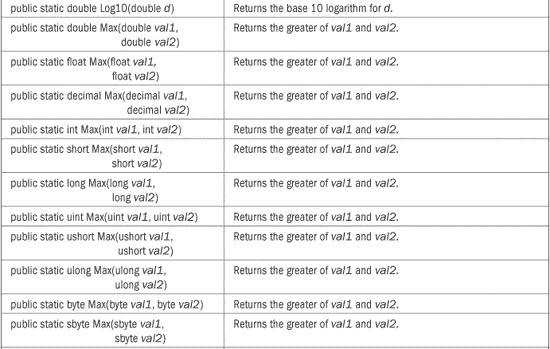 public static double Log10(double d) Returns the base 10 logarithm for d.
public static double Max(double val1, Returns the greater of val1 and val2.
double val2)
public static float Max(float val1, Returns the greater of val1 and val2.
float val2)
public static decimal Max(decimal val1, Returns the greater of val1 and val2.
decimal val2)
public static int Max(int val1, int val2) Returns the greater of val1 and val2.
public static short Max(short val1, Returns the greater of val1 and val2.
short val2)
public static long Max(long val1, Returns the greater of val1 and val2.
long val2)
public static uint Max(uint val1, uint val2) Returns the greater of val1 and val2.
public static ushort Max(ushort val1, Returns the greater of val1 and val2.
ushort val2)
public static ulong Max(ulong val1, Returns the greater of val1 and val2.
ulong val2)
public static byte Max(byte val1, byte val2) Returns the greater of val1 and val2.
public static sbyte Max(sbyte val1, Returns the greater of val1 and val2.
sbyte val2)